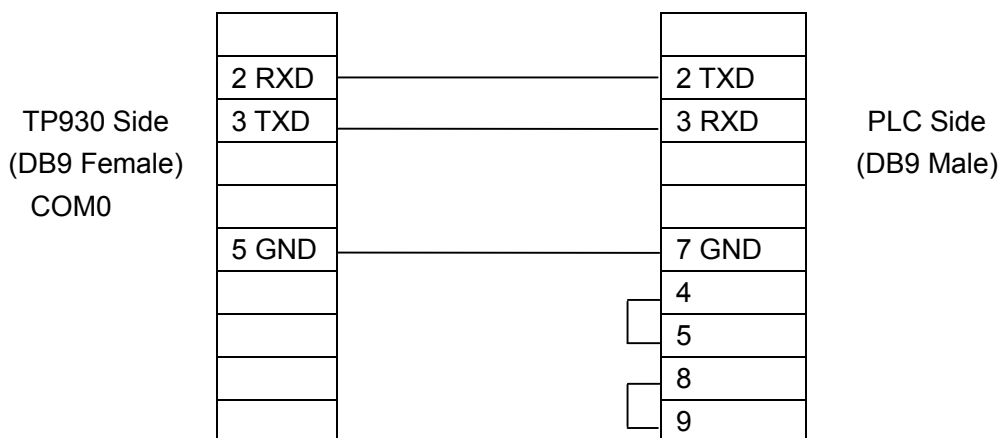 2 RXD
2 TXD
TP930 Side
3 TXD
3 RXD
PLC Side
(DB9 Female)
(DB9 Male)
COM0
5 GND
7 GND
4
5
8
9